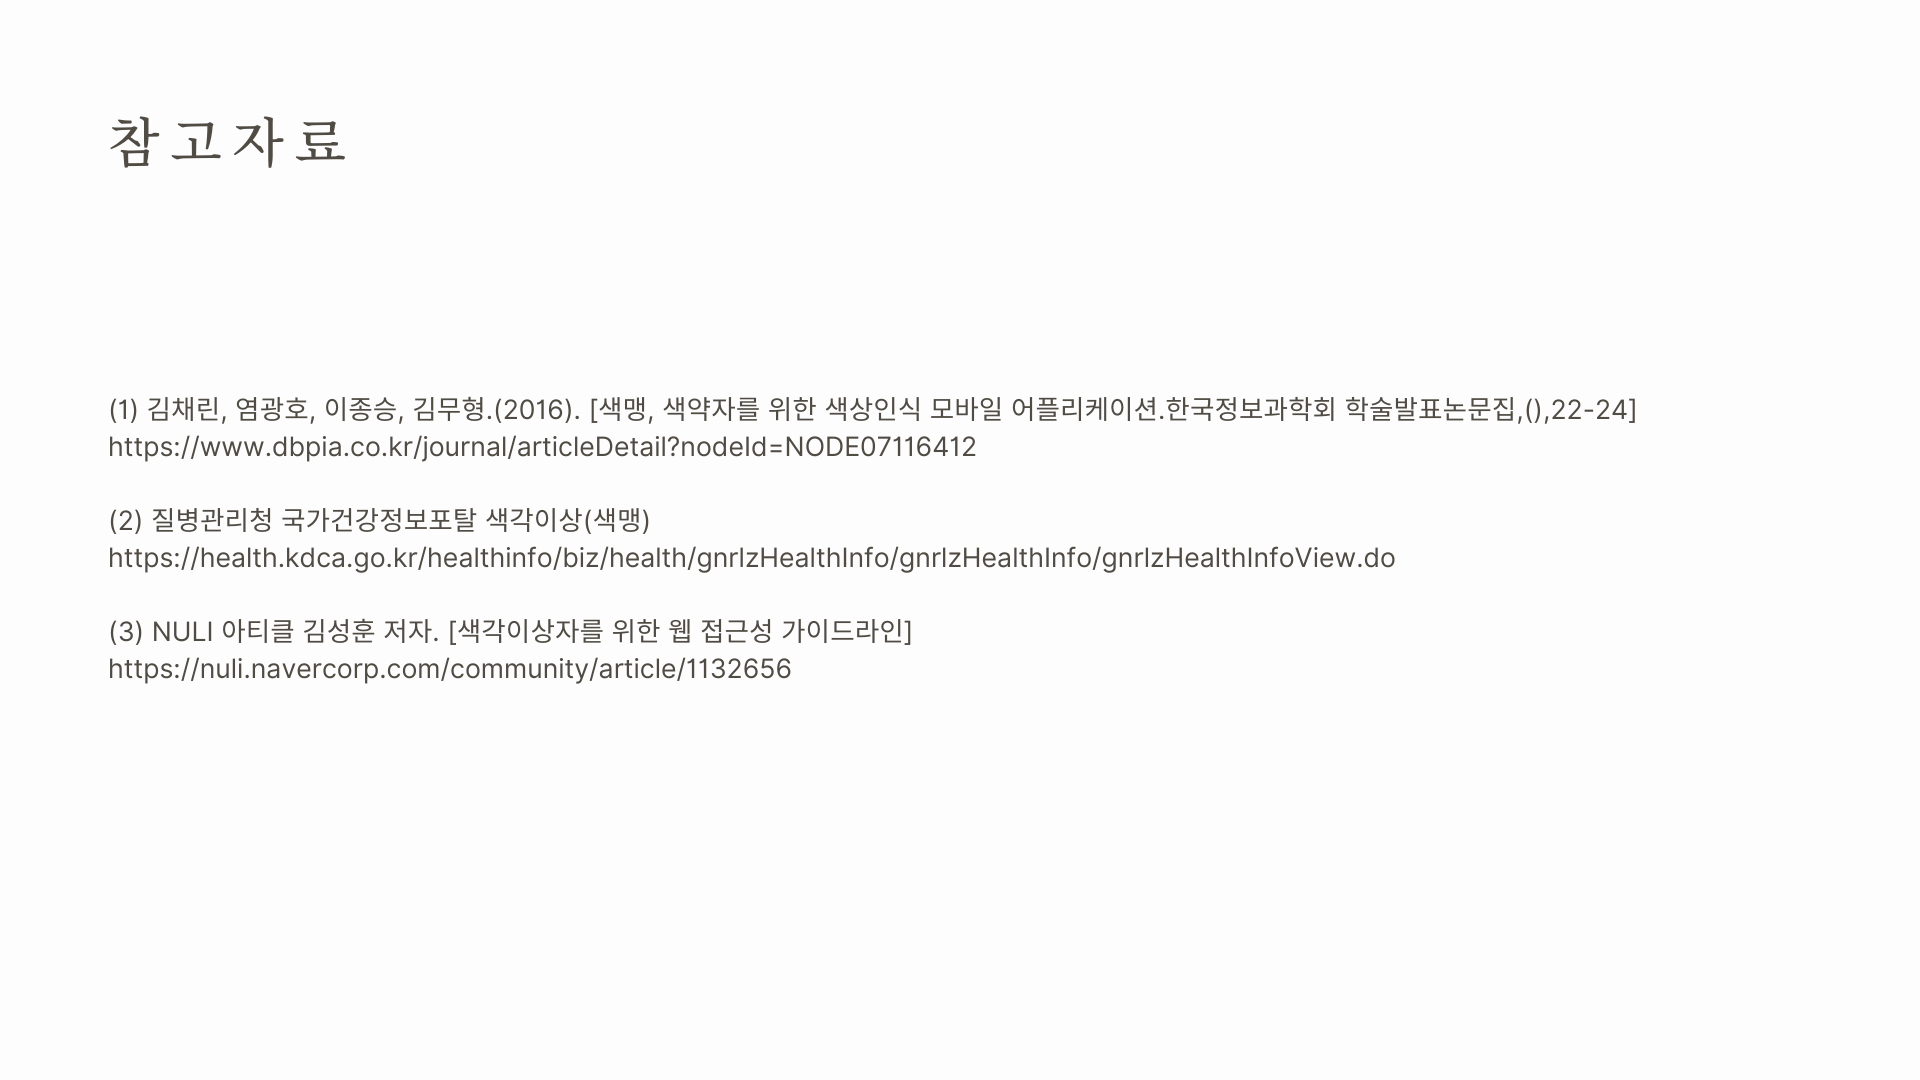 참고자료
(1) 김채린, 염광호, 이종승, 김무형.(2016). [색맹, 색약자를 위한 색상인식 모바일 어플리케이션.한국정보과학회 학술발표논문집,(),22-24]
https://www.dbpia.co.kr/journal/articleDetail?nodeId=NODE07116412
(2) 질병관리청 국가건강정보포탈 색각이상(색맹)
https://health.kdca.go.kr/healthinfo/biz/health/gnrlzHealthInfo/gnrlzHealthInfo/gnrlzHealthInfoView.do
(3) NULI 아티클 김성훈 저자. [색각이상자를 위한 웹 접근성 가이드라인]
https://nuli.navercorp.com/community/article/1132656